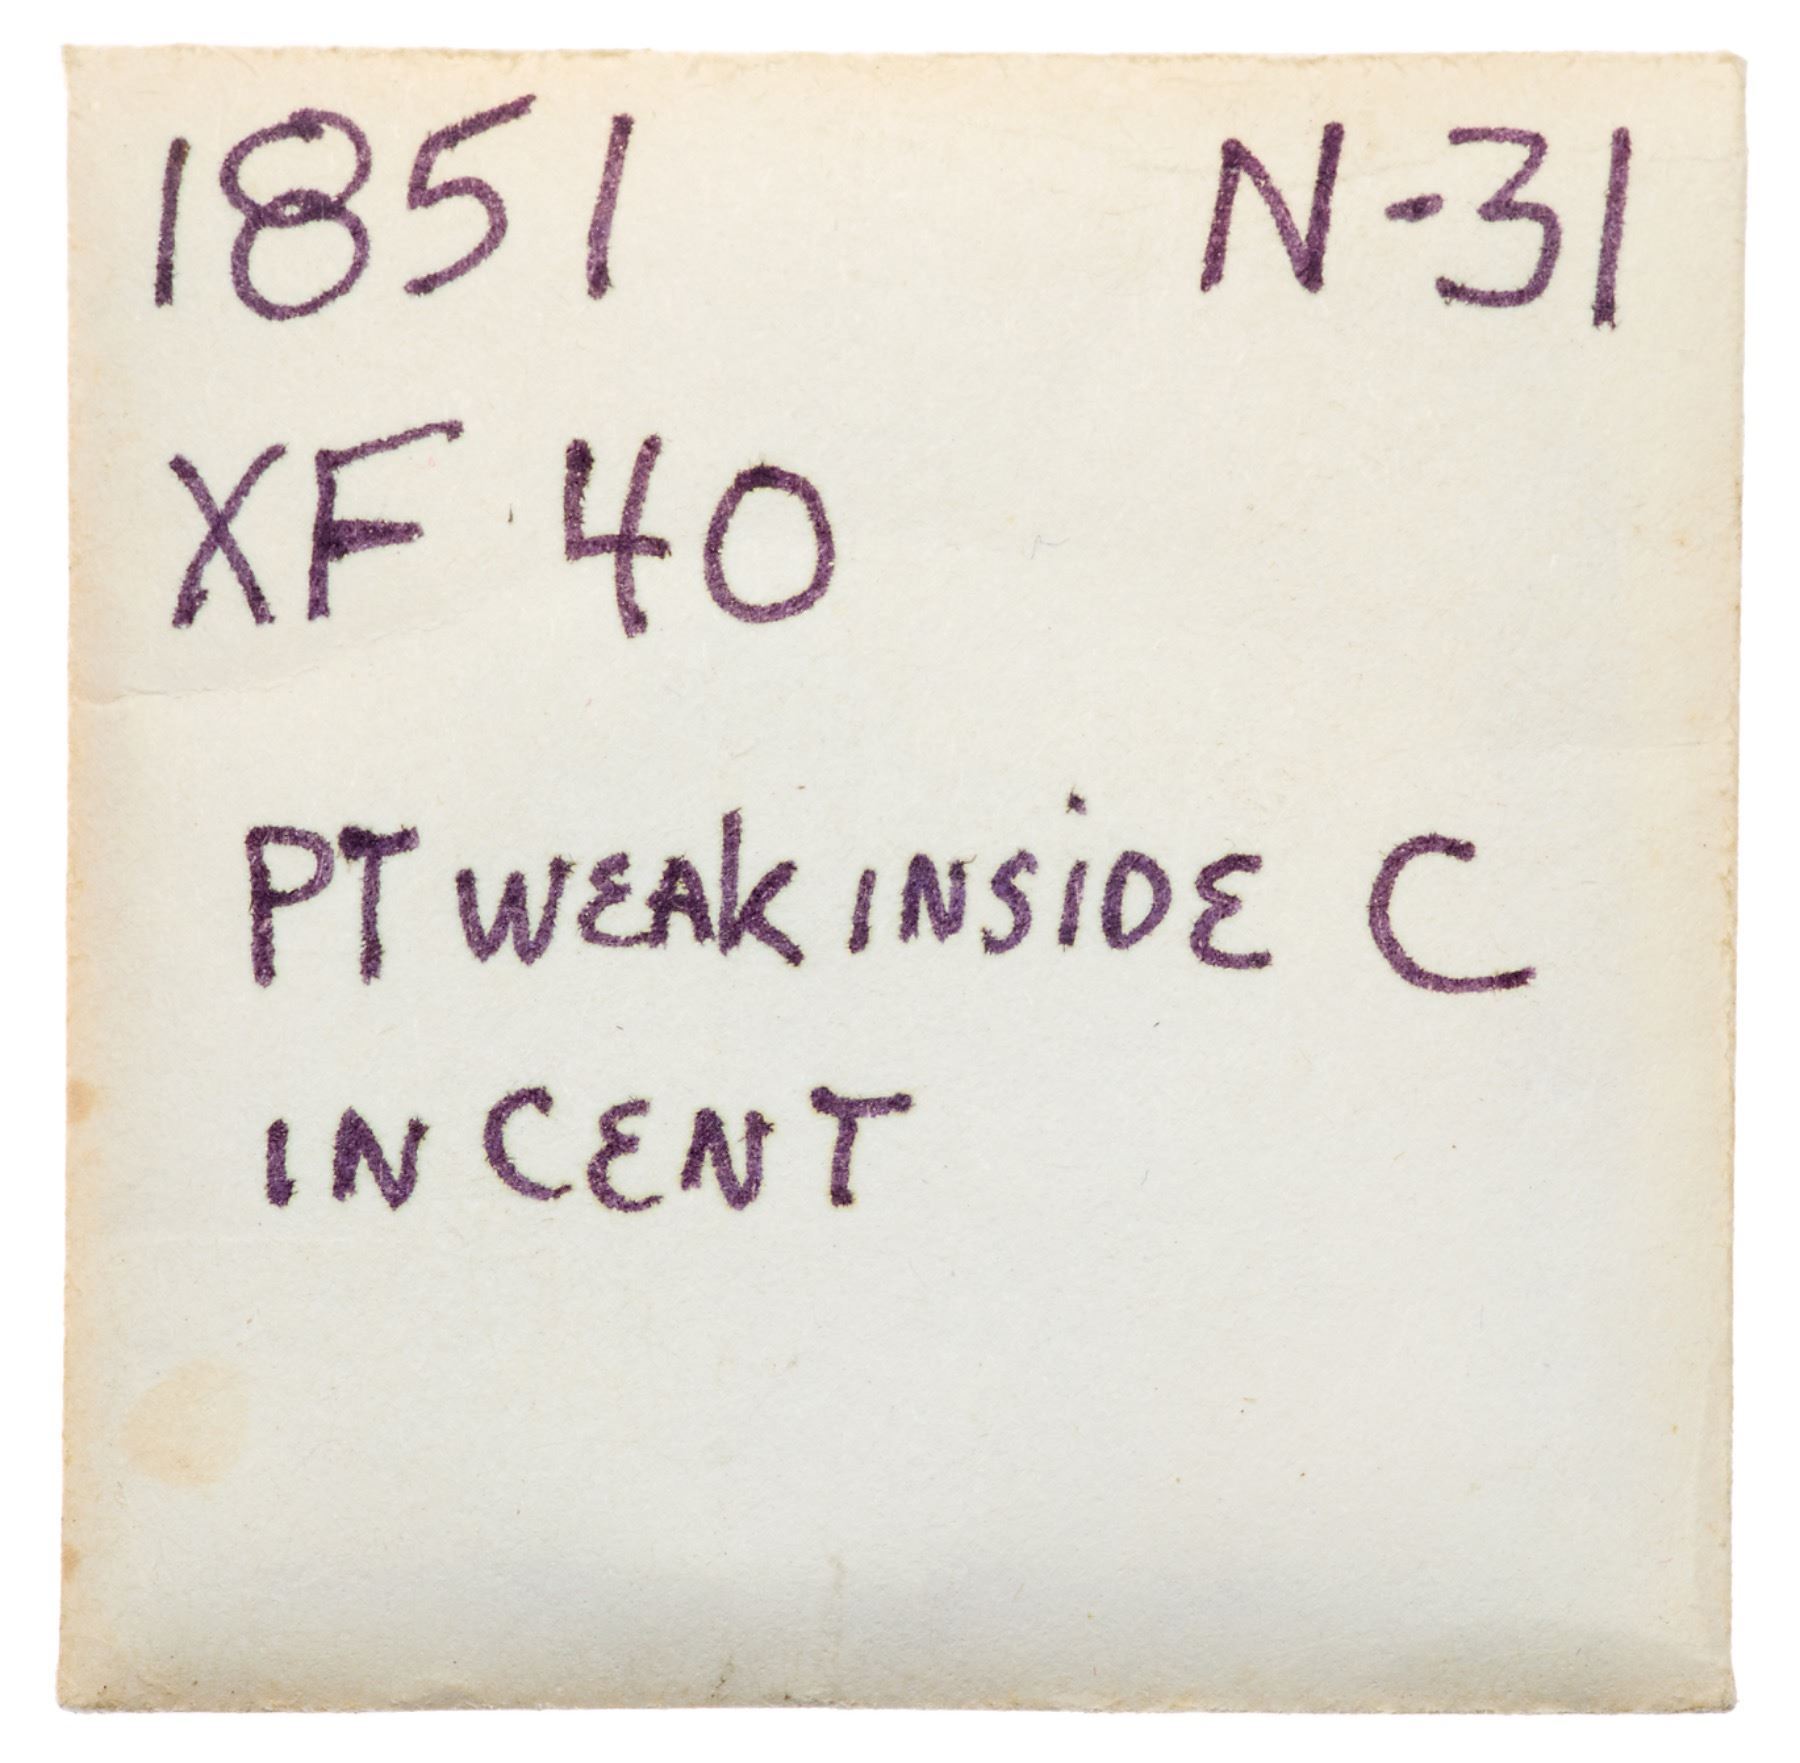 1851 N-31
XF 40
PT WEAK INSIDE C
IN CENT